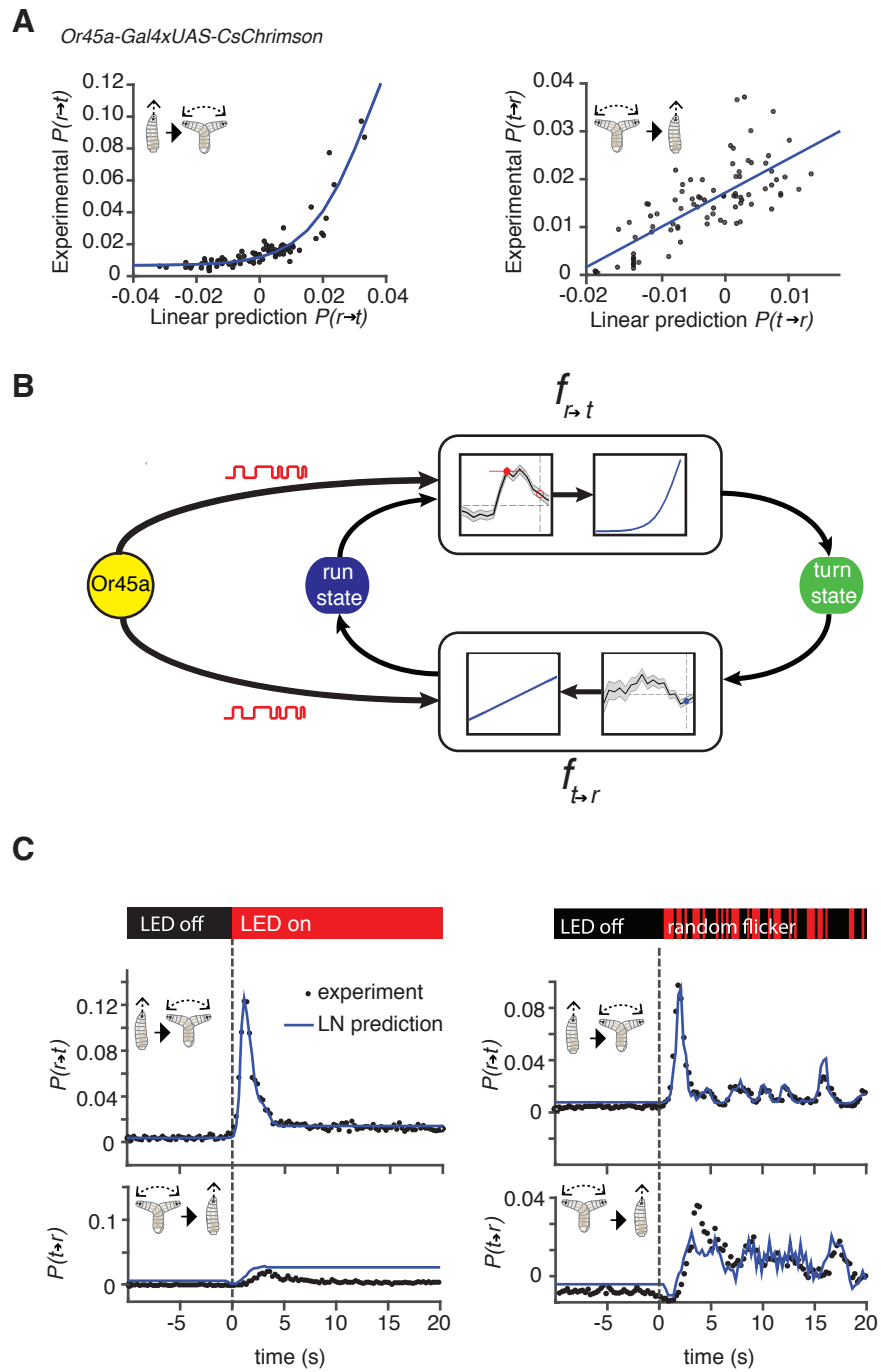 A
Or45a-Gal4xUAS-CsChrimson
Experimental P(r→t)
0.12
0.10
0.08
0.06
0.04
0.02
0
-0.04
-0.02
0
0.02
0.04
Linear prediction P(r→t)
Experimental P(t→r)
0.04
0.03
0.02
0.01
0
-0.02
-0.01
0
0.01
Linear prediction P(t→r)
B
f r→t
Or45a
run
state
turn
state
f t→r
C
LED off
LED on
P(r→t)
0.12
0.08
0.04
0
experiment
LN prediction
P(t→r)
0.1
0
-5
0
5
10
15
20
time (s)
LED off
random flicker
P(r→t)
0.08
0.04
0
P(t→r)
0.04
0
-5
0
5
10
15
20
time (s)